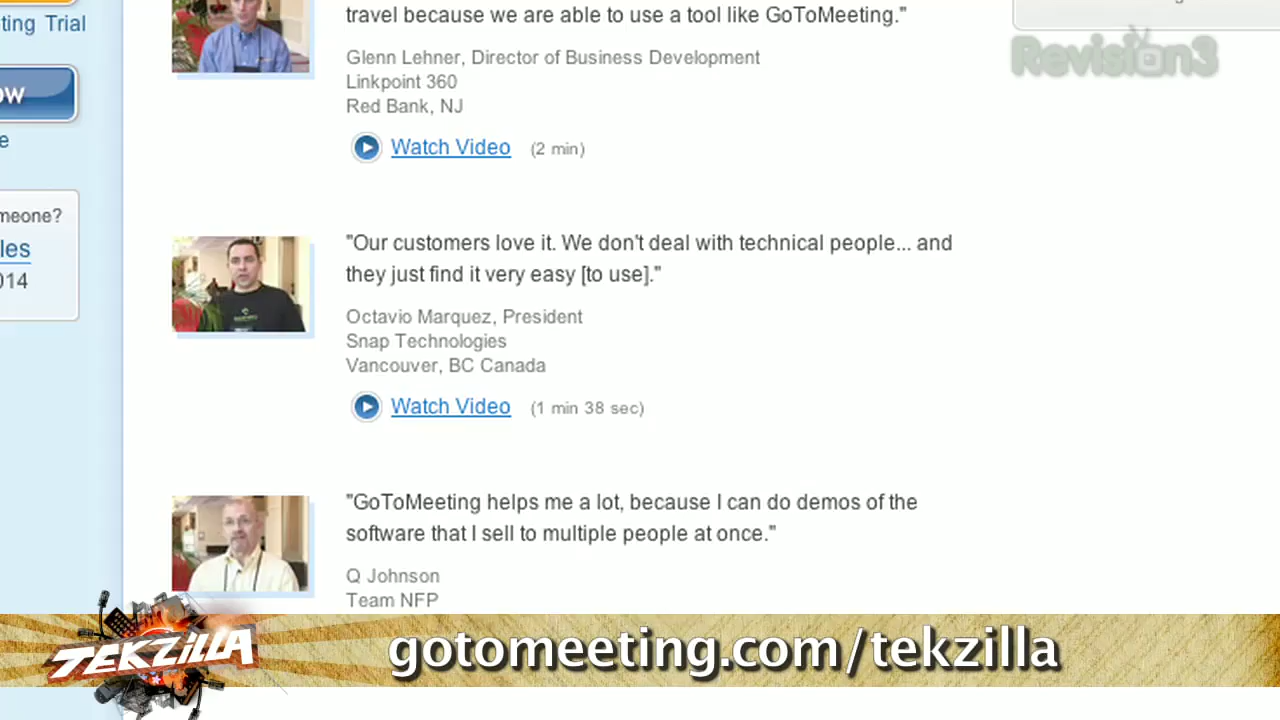 travel because we are able to use a tool like GoToMeeting."
Glenn Lehner, Director of Business Development
Linkpoint 360
Red Bank, NJ
Watch Video (2 min)
ting Trial
ow
e
meone?
les
014
Revision3
"Our customers love it. We don't deal with technical people... and
they just find it very easy [to use]."
Octavio Marquez, President
Snap Technologies
Vancouver, BC Canada
Watch Video (1 min 38 sec)
"GoToMeeting helps me a lot, because I can do demos of the
software that I sell to multiple people at once."
Q Johnson
Team NFP
TEKZILLA
gotomeeting.com/tekzilla